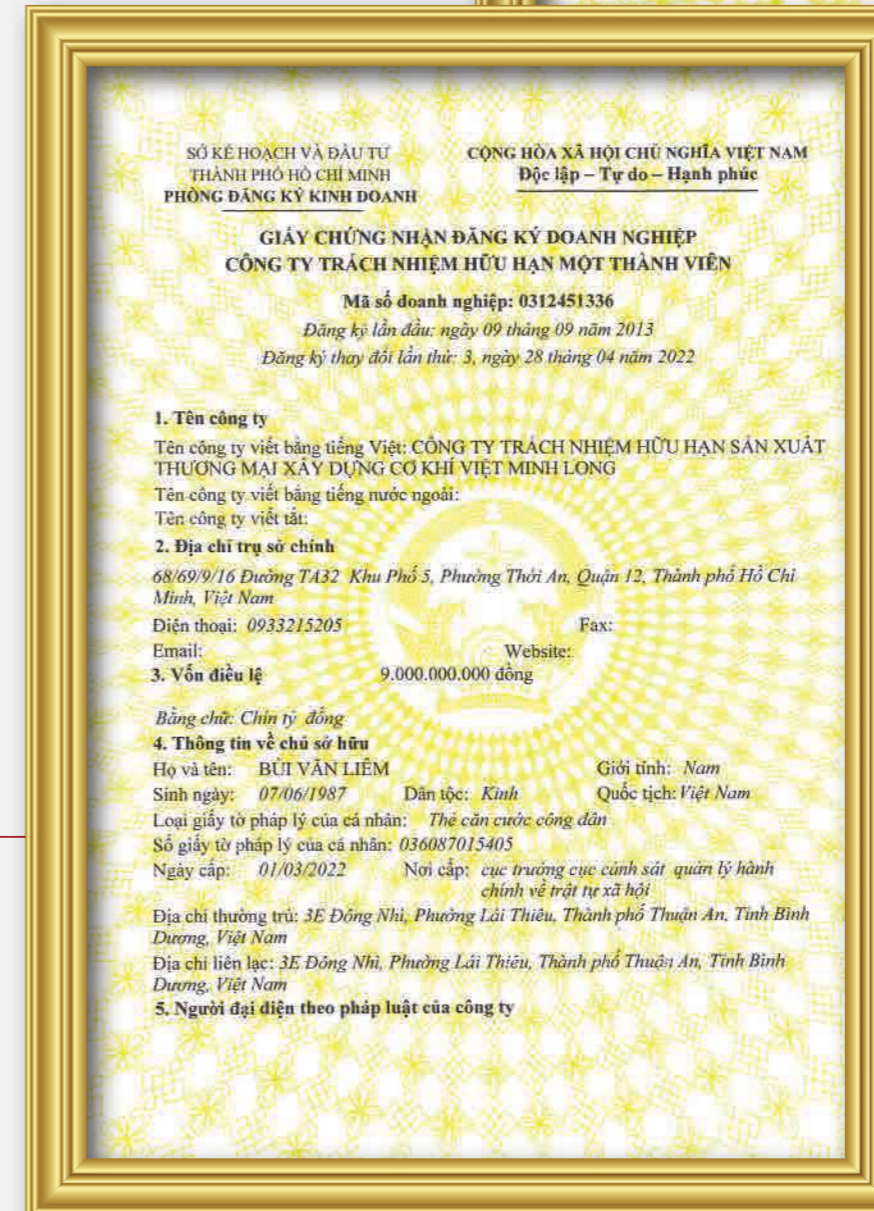 SỞ KẾ HOẠCH VÀ ĐẦU TƯ
THÀNH PHỐ HỒ CHÍ MINH
PHÒNG ĐĂNG KÝ KINH DOANH
CỘNG HÒA XÃ HỘI CHỦ NGHĨA VIỆT NAM
Độc lập – Tự do – Hạnh phúc
GIẤY CHỨNG NHẬN ĐĂNG KÝ DOANH NGHIỆP
CÔNG TY TRÁCH NHIỆM HỮU HẠN MỘT THÀNH VIÊN
Mã số doanh nghiệp: 0312451336
Đăng ký lần đầu: ngày 09 tháng 09 năm 2013
Đăng ký thay đổi lần thứ: 3, ngày 28 tháng 04 năm 2022
1. Tên công ty
Tên công ty viết bằng tiếng Việt: CÔNG TY TRÁCH NHIỆM HỮU HẠN SẢN XUẤT
THƯƠNG MẠI XÂY DỰNG CƠ KHÍ VIỆT MINH LONG
Tên công ty viết bằng tiếng nước ngoài:
Tên công ty viết tắt:
2. Địa chỉ trụ sở chính
68/69/9/16 Đường TA32 Khu Phố 5, Phường Thới An, Quận 12, Thành phố Hồ Chí
Minh, Việt Nam
Điện thoại: 0933215205 Fax:
Email: Website:
3. Vốn điều lệ 9.000.000.000 đồng
Bằng chữ: Chín tỷ đồng
4. Thông tin về chủ sở hữu
Họ và tên: BÙI VĂN LIÊM Giới tính: Nam
Sinh ngày: 07/06/1987 Dân tộc: Kinh Quốc tịch: Việt Nam
Loại giấy tờ pháp lý của cá nhân: Thẻ căn cước công dân
Số giấy tờ pháp lý của cá nhân: 036087015405
Ngày cấp: 01/03/2022 Nơi cấp: cục trưởng cục cảnh sát quản lý hành
chính về trật tự xã hội
Địa chỉ thường trú: 3E Đông Nhì, Phường Lái Thiêu, Thành phố Thuận An, Tỉnh Bình
Dương, Việt Nam
Địa chỉ liên lạc: 3E Đông Nhì, Phường Lái Thiêu, Thành phố Thuận An, Tỉnh Bình
Dương, Việt Nam
5. Người đại diện theo pháp luật của công ty